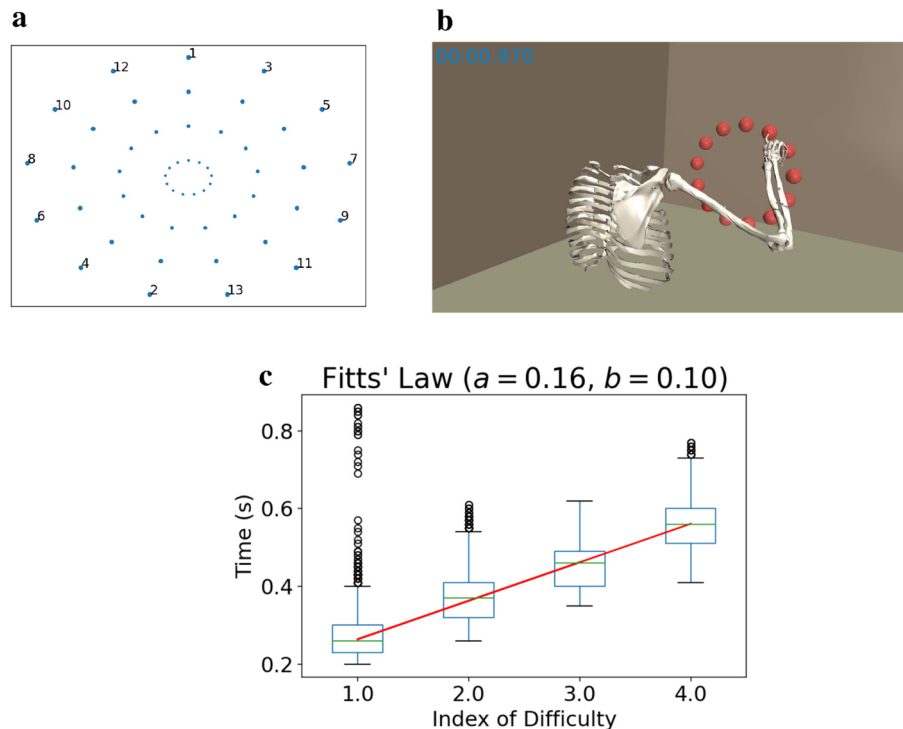 a
1
12
3
10
5
8
7
6
9
4
11
2
13
b
00:00.970
c
Fitts' Law (a = 0.16, b = 0.10)
0.8
0.6
0.4
0.2
Time (s)
1.0 2.0 3.0 4.0
Index of Difficulty